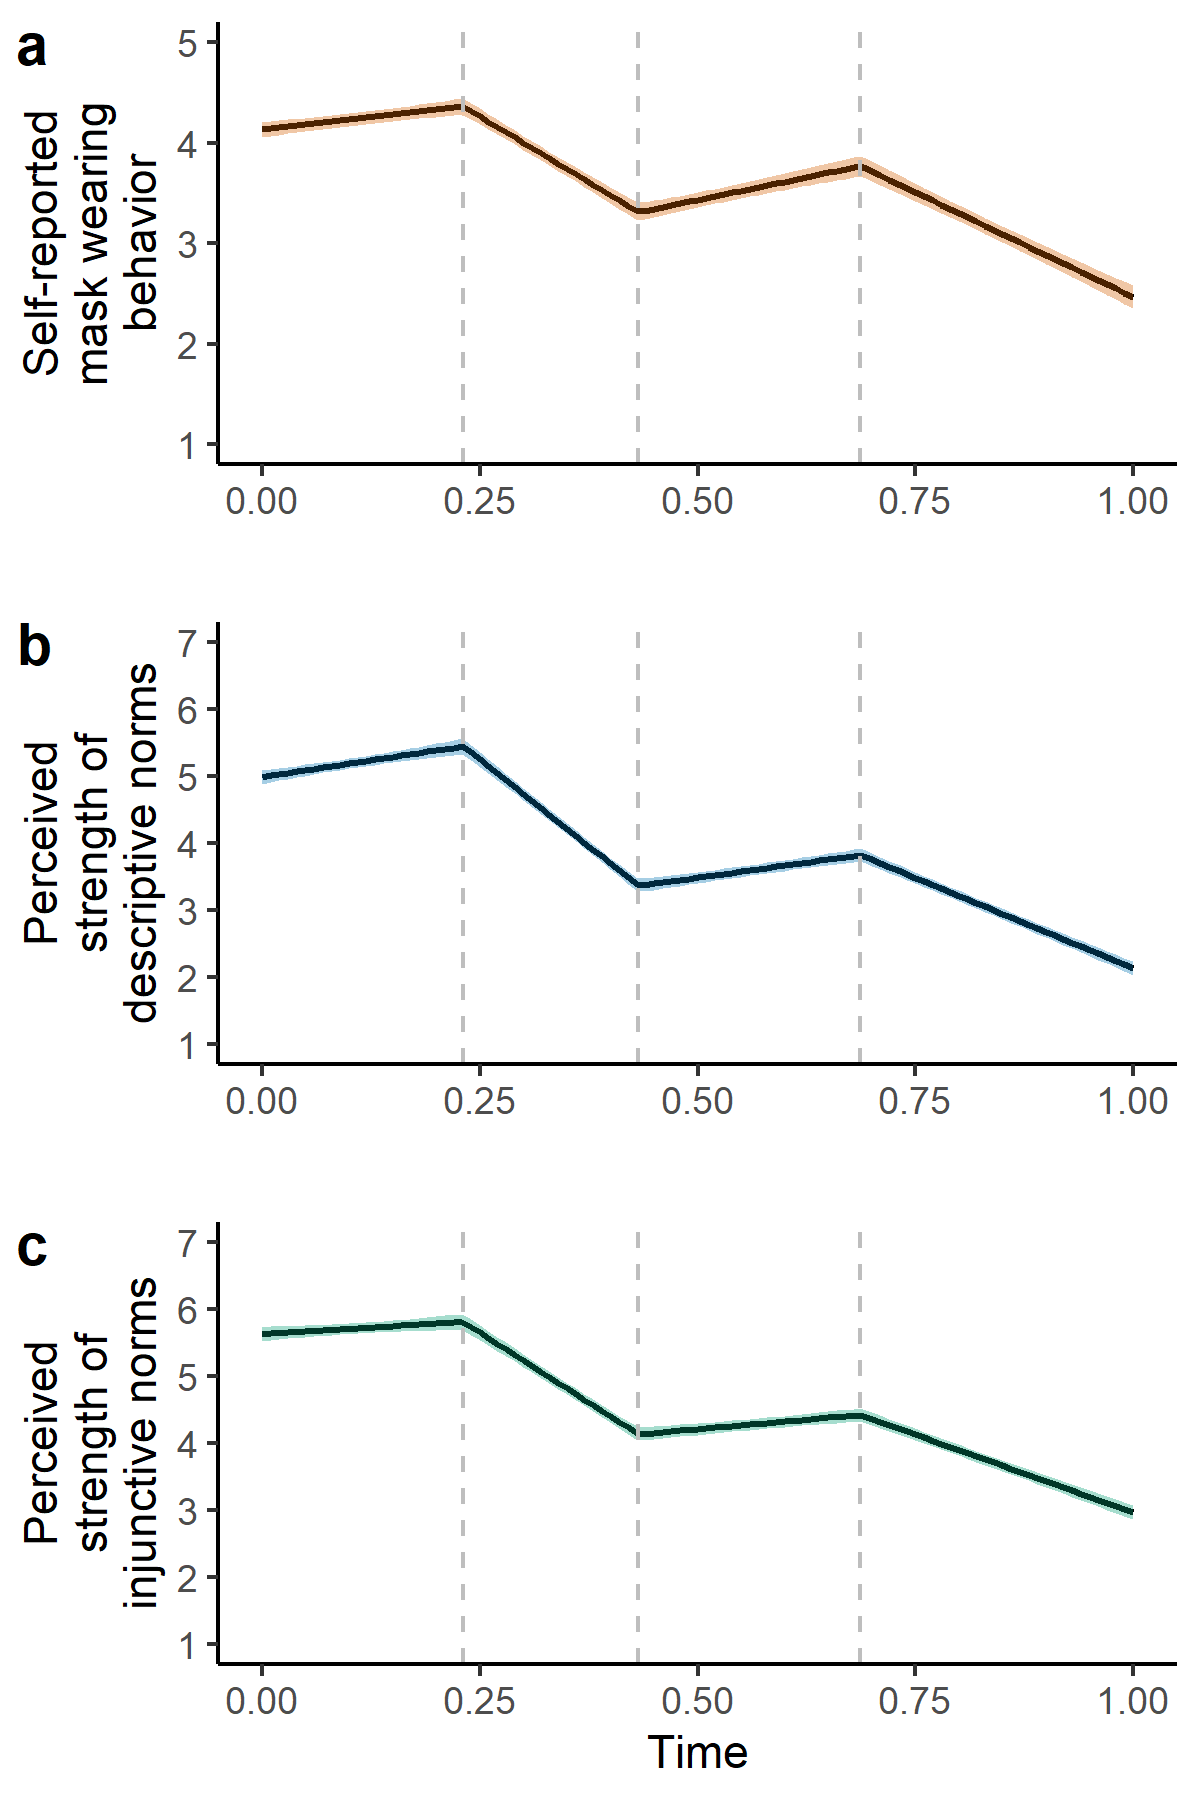 a
Self-reported
mask wearing
behavior
5
4
3
2
1
0.00 0.25 0.50 0.75 1.00
b
Perceived
strength of
descriptive norms
7
6
5
4
3
2
1
0.00 0.25 0.50 0.75 1.00
c
Perceived
strength of
injunctive norms
7
6
5
4
3
2
1
0.00 0.25 0.50 0.75 1.00
Time